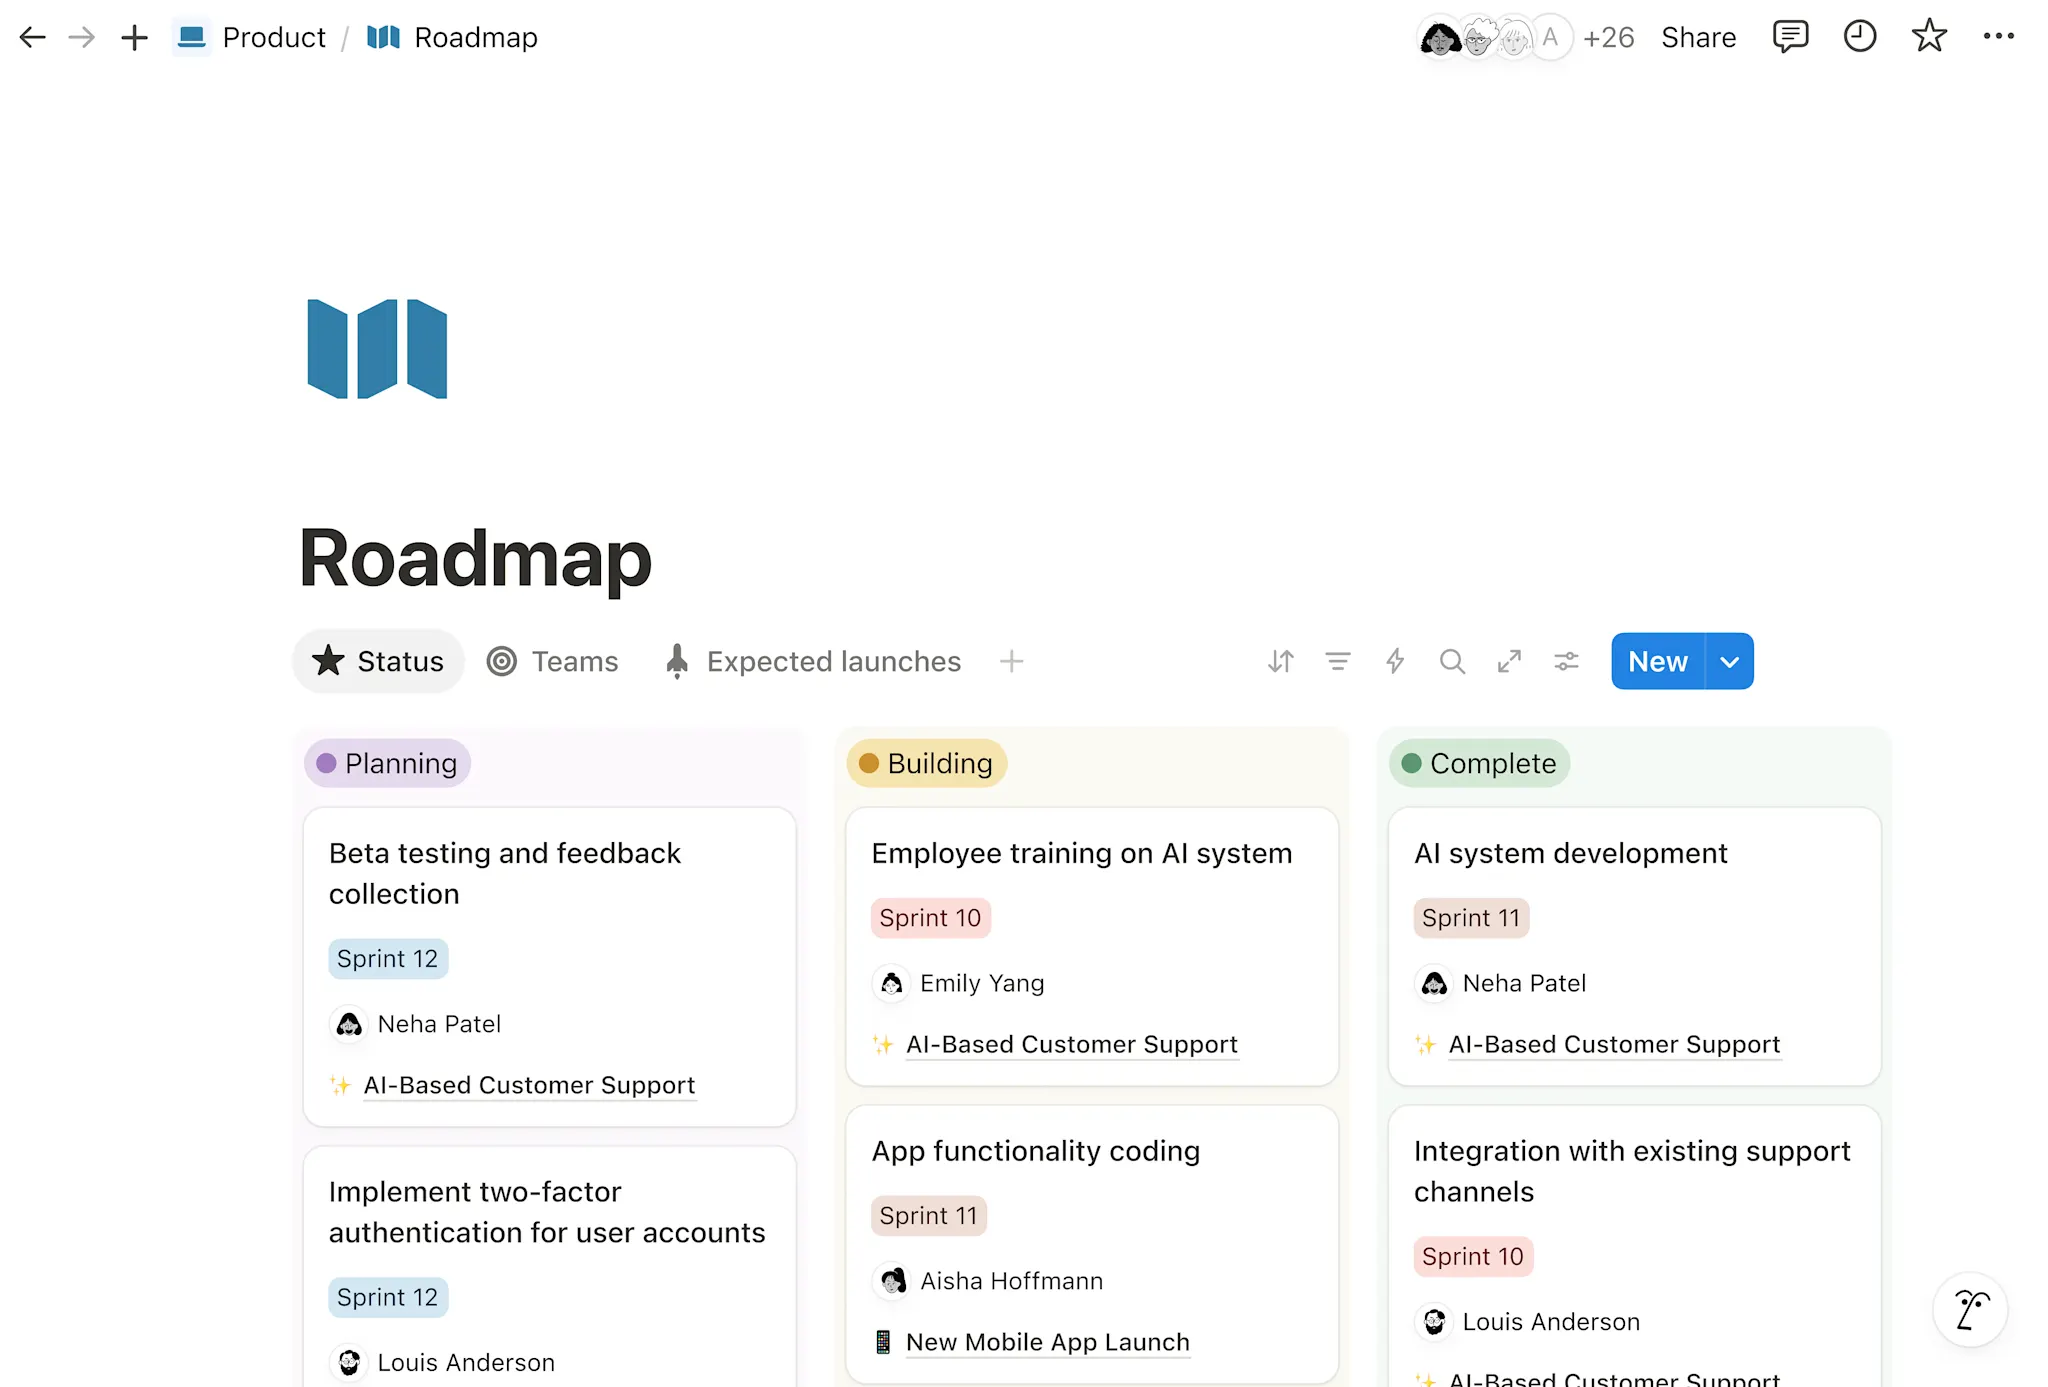 Product / Roadmap
A +26 Share
Roadmap
Status Teams Expected launches New
Planning
Beta testing and feedback
collection
Sprint 12
Neha Patel
AI-Based Customer Support
Implement two-factor
authentication for user accounts
Sprint 12
Louis Anderson
Building
Employee training on AI system
Sprint 10
Emily Yang
AI-Based Customer Support
App functionality coding
Sprint 11
Aisha Hoffmann
New Mobile App Launch
Complete
AI system development
Sprint 11
Neha Patel
AI-Based Customer Support
Integration with existing support
channels
Sprint 10
Louis Anderson
AI-Based Customer Support